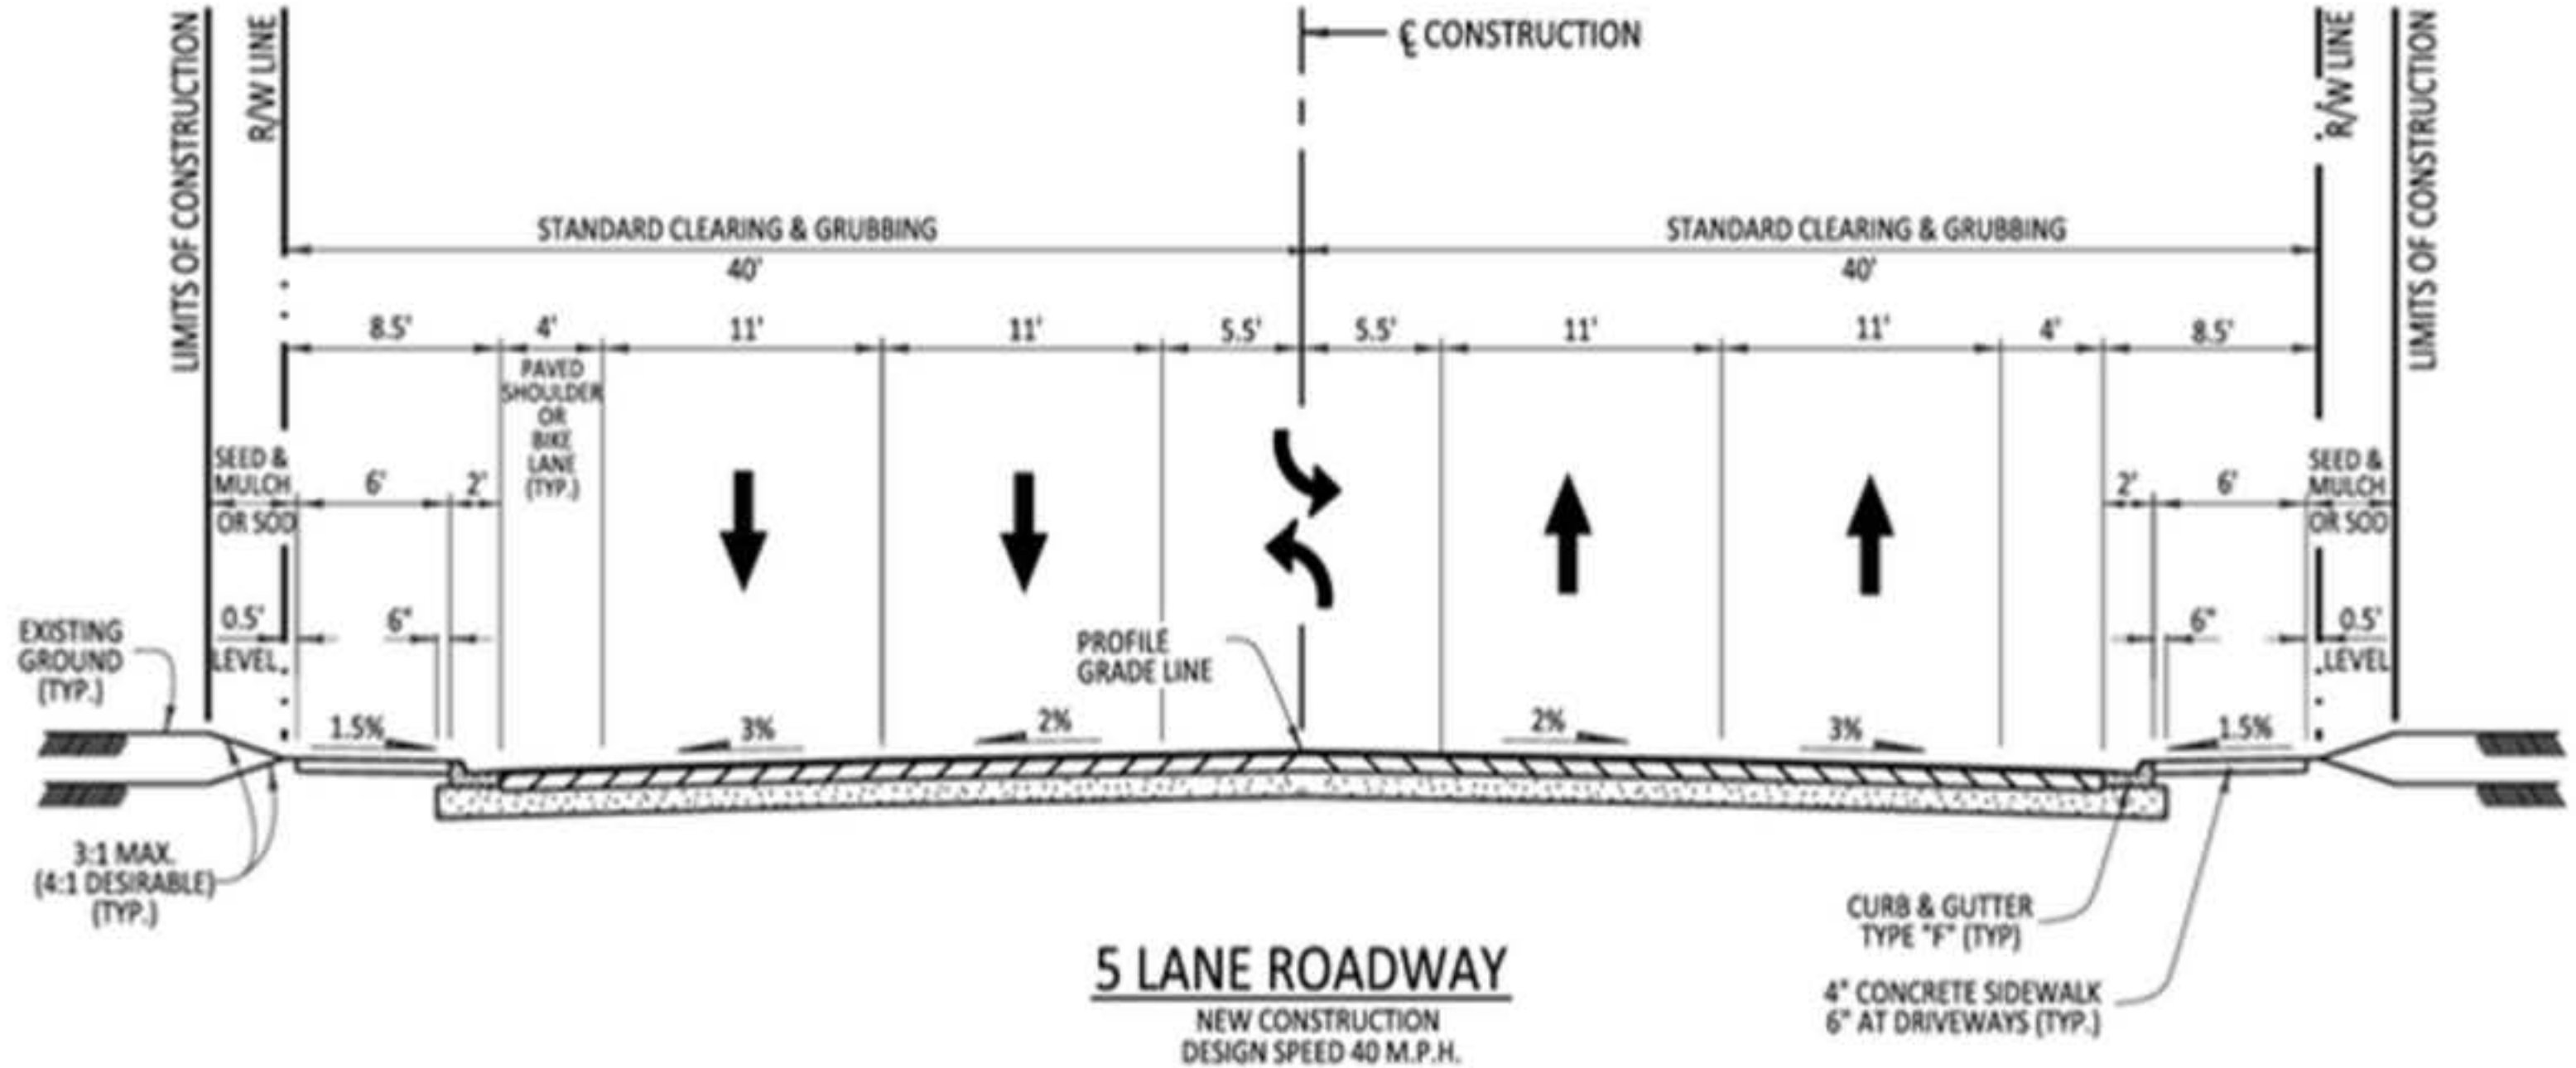 LIMITS OF CONSTRUCTION
R/W LINE
℄ CONSTRUCTION
R/W LINE
LIMITS OF CONSTRUCTION
STANDARD CLEARING & GRUBBING
40'
STANDARD CLEARING & GRUBBING
40'
8.5'
4'
11'
11'
5.5'
5.5'
11'
11'
4'
8.5'
PAVED
SHOULDER
OR
BIKE
LANE
(TYP.)
SEED &
MULCH
OR SOD
6'
2'
2'
6'
SEED &
MULCH
OR SOD
0.5'
LEVEL
6"
6"
0.5'
LEVEL
EXISTING
GROUND
(TYP.)
PROFILE
GRADE LINE
1.5%
3%
2%
2%
3%
1.5%
3:1 MAX.
(4:1 DESIRABLE)
(TYP.)
CURB & GUTTER
TYPE "F" (TYP)
4" CONCRETE SIDEWALK
6" AT DRIVEWAYS (TYP.)
5 LANE ROADWAY
NEW CONSTRUCTION
DESIGN SPEED 40 M.P.H.